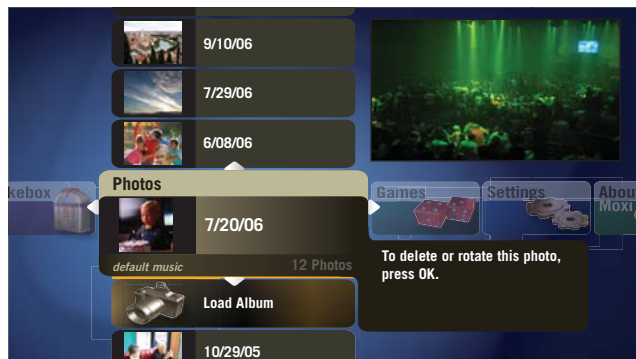 9/10/06
7/29/06
6/08/06
Photos
kebox
Games
Settings
Abou
Moxi
7/20/06
default music
12 Photos
To delete or rotate this photo,
press OK.
Load Album
10/29/05